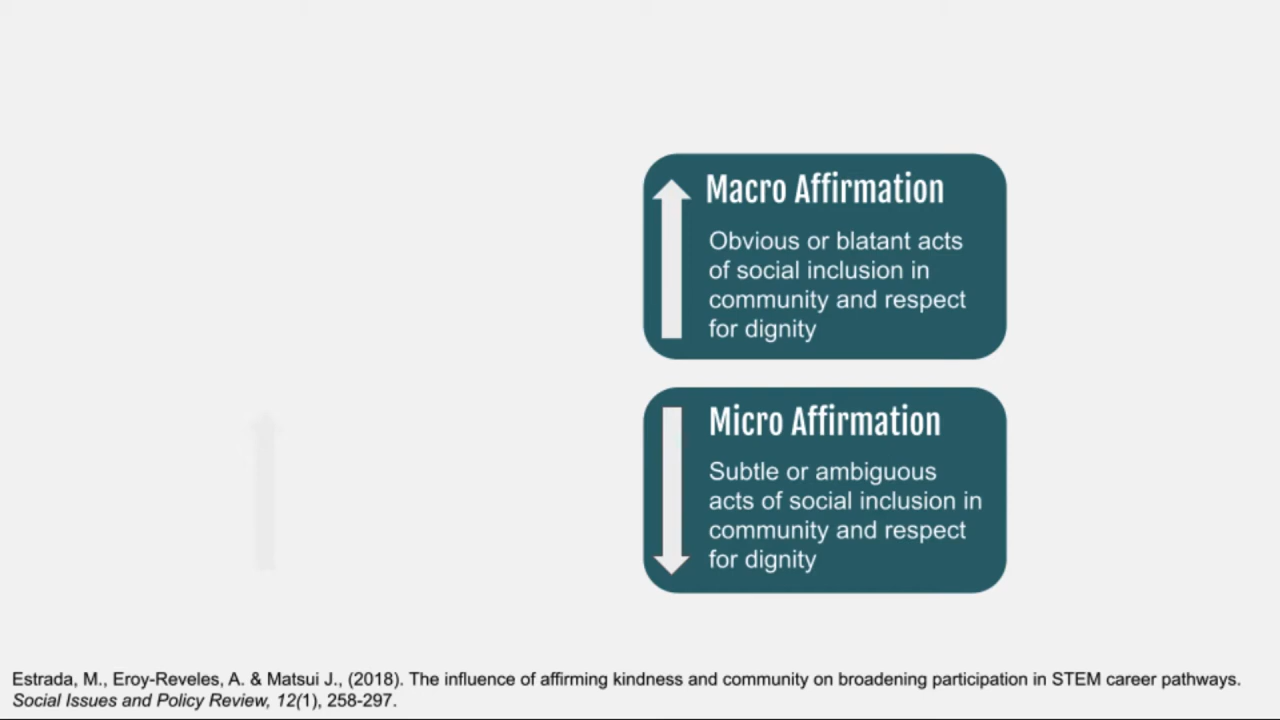 Macro Affirmation
Obvious or blatant acts
of social inclusion in
community and respect
for dignity
Micro Affirmation
Subtle or ambiguous
acts of social inclusion in
community and respect
for dignity
Estrada, M., Eroy-Reveles, A. & Matsui J., (2018). The influence of affirming kindness and community on broadening participation in STEM career pathways.
Social Issues and Policy Review, 12(1), 258-297.